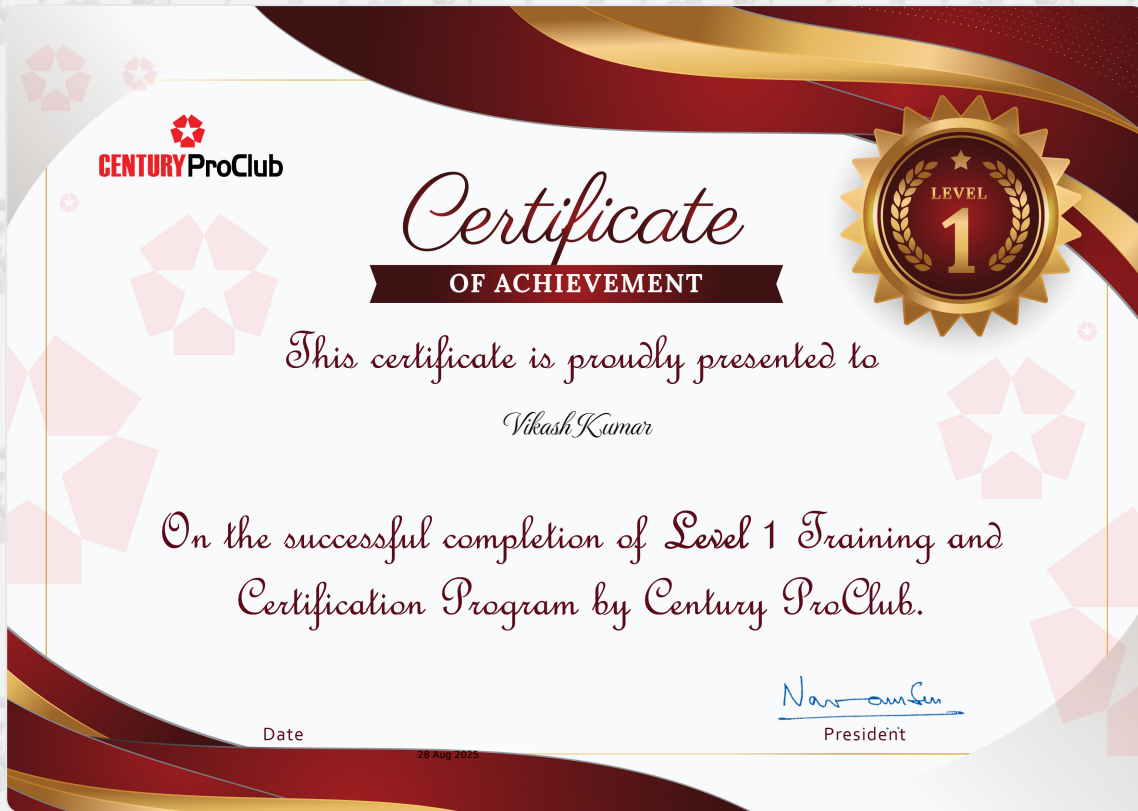 CENTURY ProClub
LEVEL
1
Certificate
OF ACHIEVEMENT
This certificate is proudly presented to
Vikash Kumar
On the successful completion of Level 1 Training and
Certification Program by Century ProClub.
Date
President
28 Aug 2025